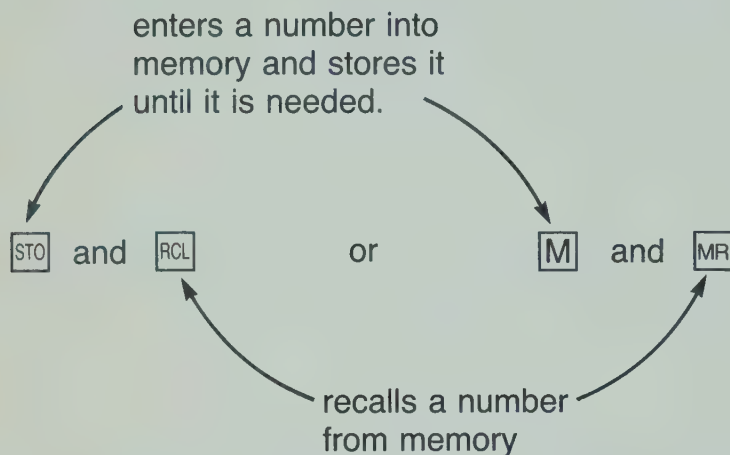 enters a number into
memory and stores it
until it is needed.
STO and RCL or M and MR
recalls a number
from memory